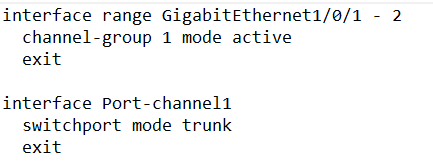 interface range GigabitEthernet1/0/1 - 2
  channel-group 1 mode active
  exit

interface Port-channel1
  switchport mode trunk
  exit